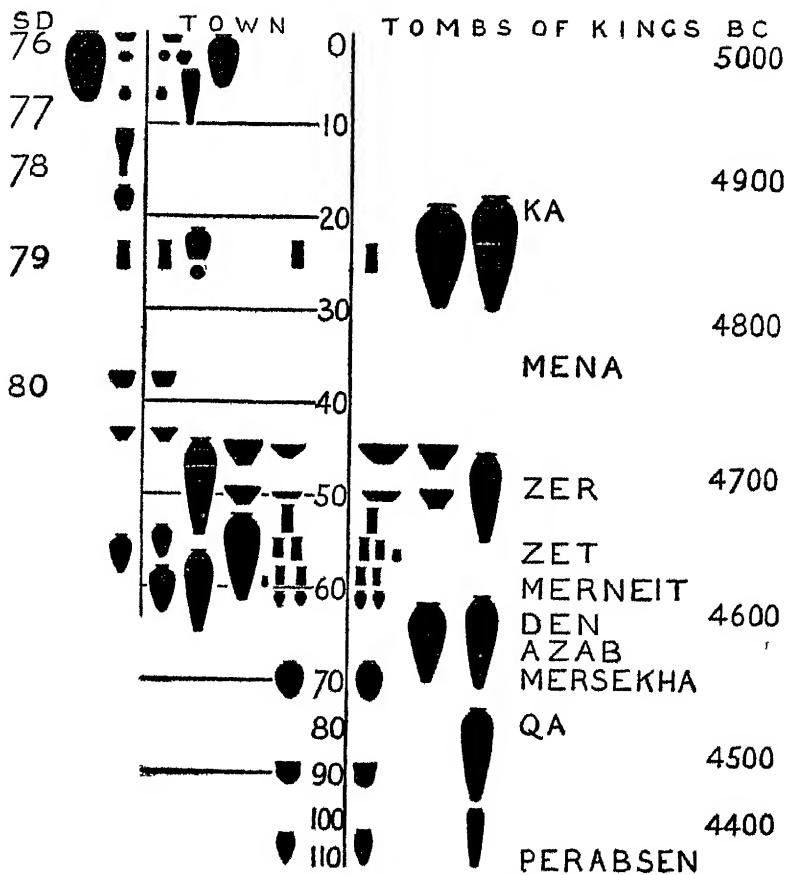 SD TOWN TOMBS OF KINGS BC
76 0 5000
77 10
78 4900
20 KA
79
30 4800
MENA
80
40
4700
50 ZER
ZET
60 MERNEIT
DEN 4600
AZAB
70 MERSEKHA
80 QA
4500
90
100 4400
110 PERABSEN